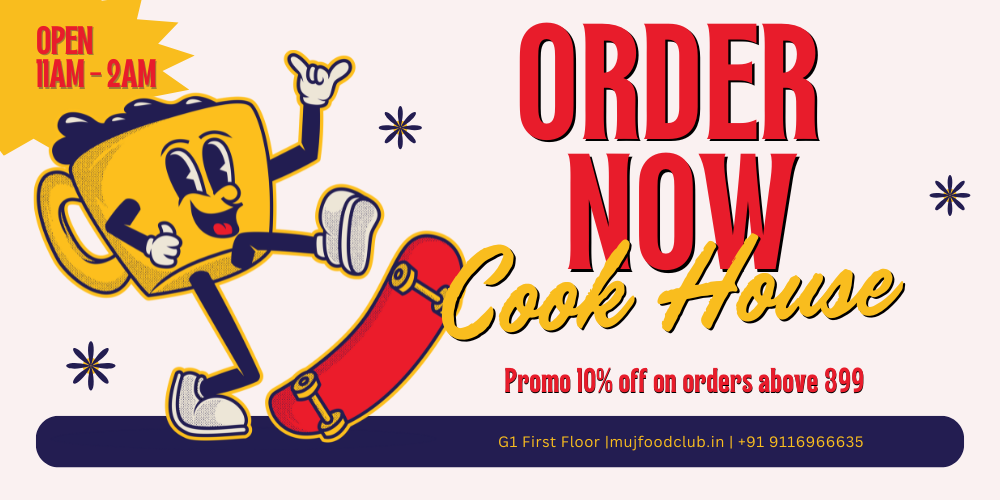 OPEN
11AM - 2AM
ORDER
NOW
Cook House
Promo 10% off on orders above 399
G1 First Floor |mujfoodclub.in | +91 9116966635